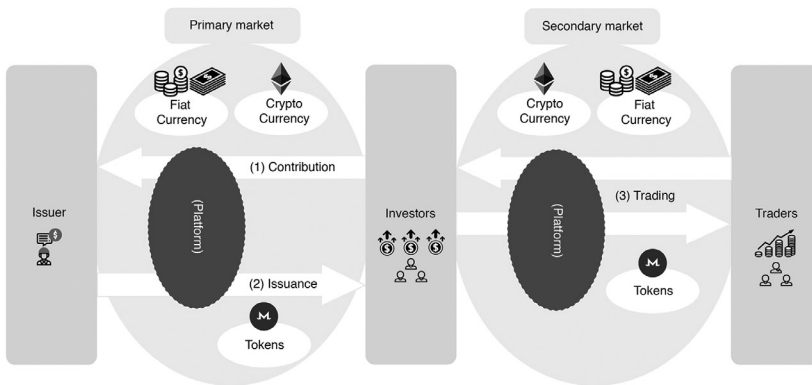 Primary market
Secondary market
Fiat
Currency
Crypto
Currency
Crypto
Currency
Fiat
Currency
(1) Contribution
(Platform)
(2) Issuance
Tokens
Issuer
Investors
(3) Trading
(Platform)
Tokens
Traders